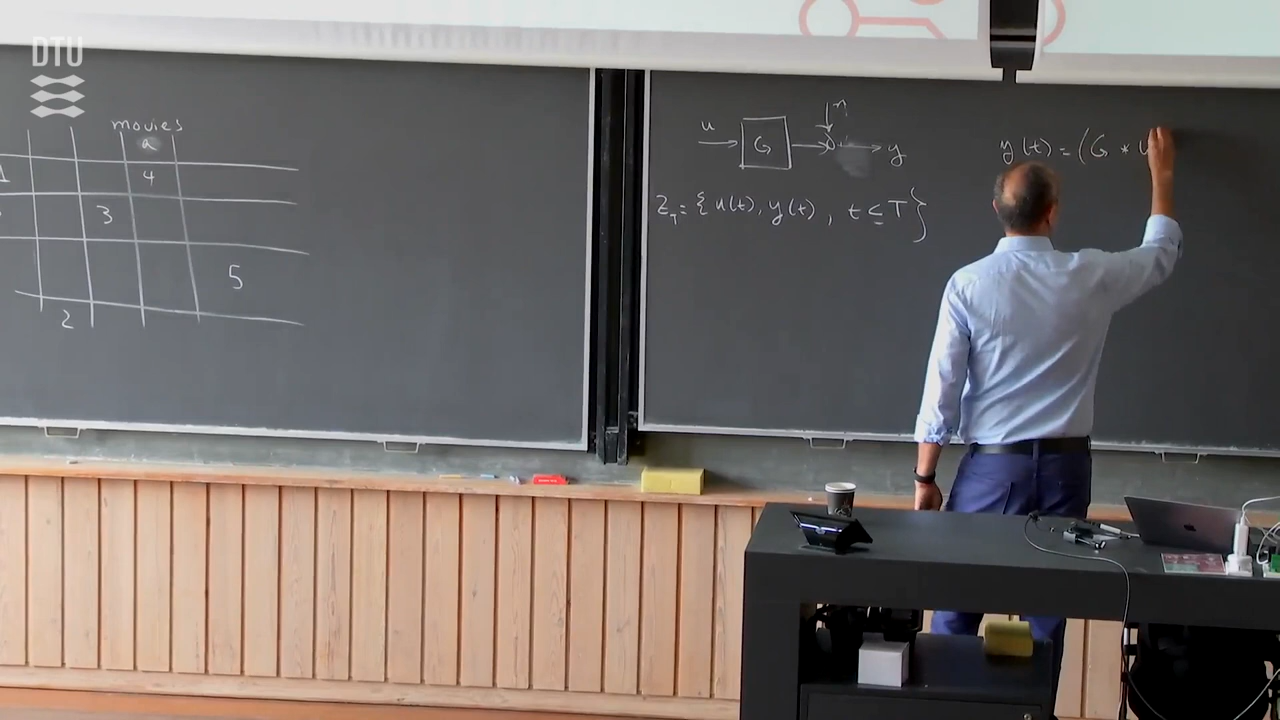 DTU
movies
a
4
3
5
2
u
G
n
+
y
Z_T = { u(t), y(t) , t ≤ T }
y(t) = (G * u